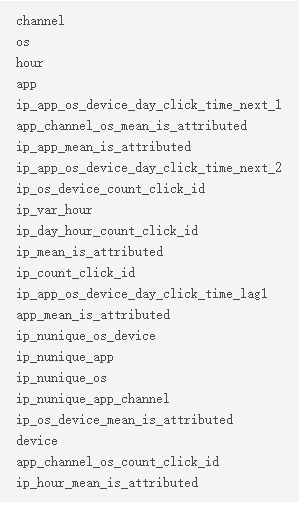 channel
os
hour
app
ip_app_os_device_day_click_time_next_1
app_channel_os_mean_is_attributed
ip_app_mean_is_attributed
ip_app_os_device_day_click_time_next_2
ip_os_device_count_click_id
ip_var_hour
ip_day_hour_count_click_id
ip_mean_is_attributed
ip_count_click_id
ip_app_os_device_day_click_time_lag1
app_mean_is_attributed
ip_nunique_os_device
ip_nunique_app
ip_nunique_os
ip_nunique_app_channel
ip_os_device_mean_is_attributed
device
app_channel_os_count_click_id
ip_hour_mean_is_attributed